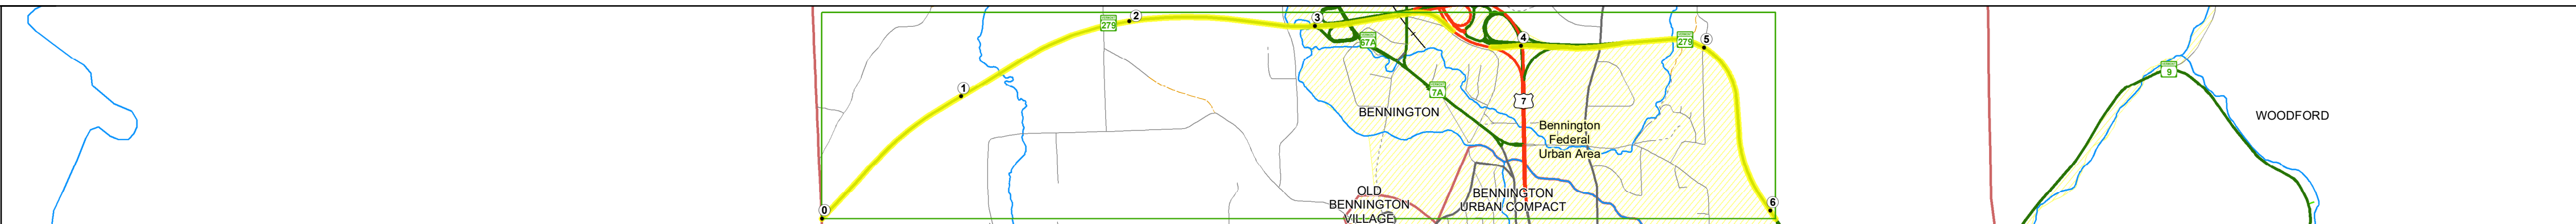 2
279
3
67A
4
279
5
9
1
7A
7
BENNINGTON
WOODFORD
Bennington
Federal
Urban Area
OLD
BENNINGTON
VILLAGE
BENNINGTON
URBAN COMPACT
0
6